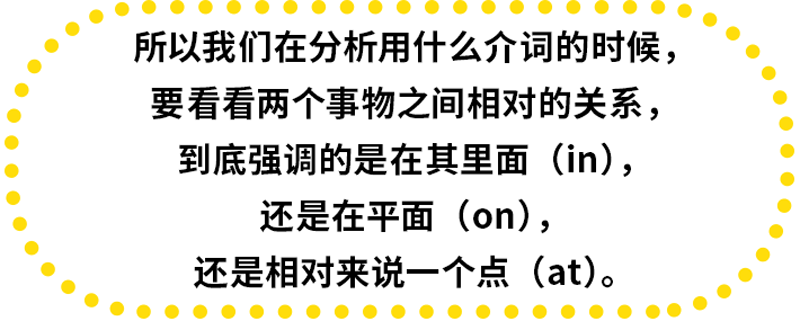 所以我们在分析用什么介词的时候，
要看看两个事物之间相对的关系，
到底强调的是在其里面（in），
还是在平面（on），
还是相对来说一个点（at）。